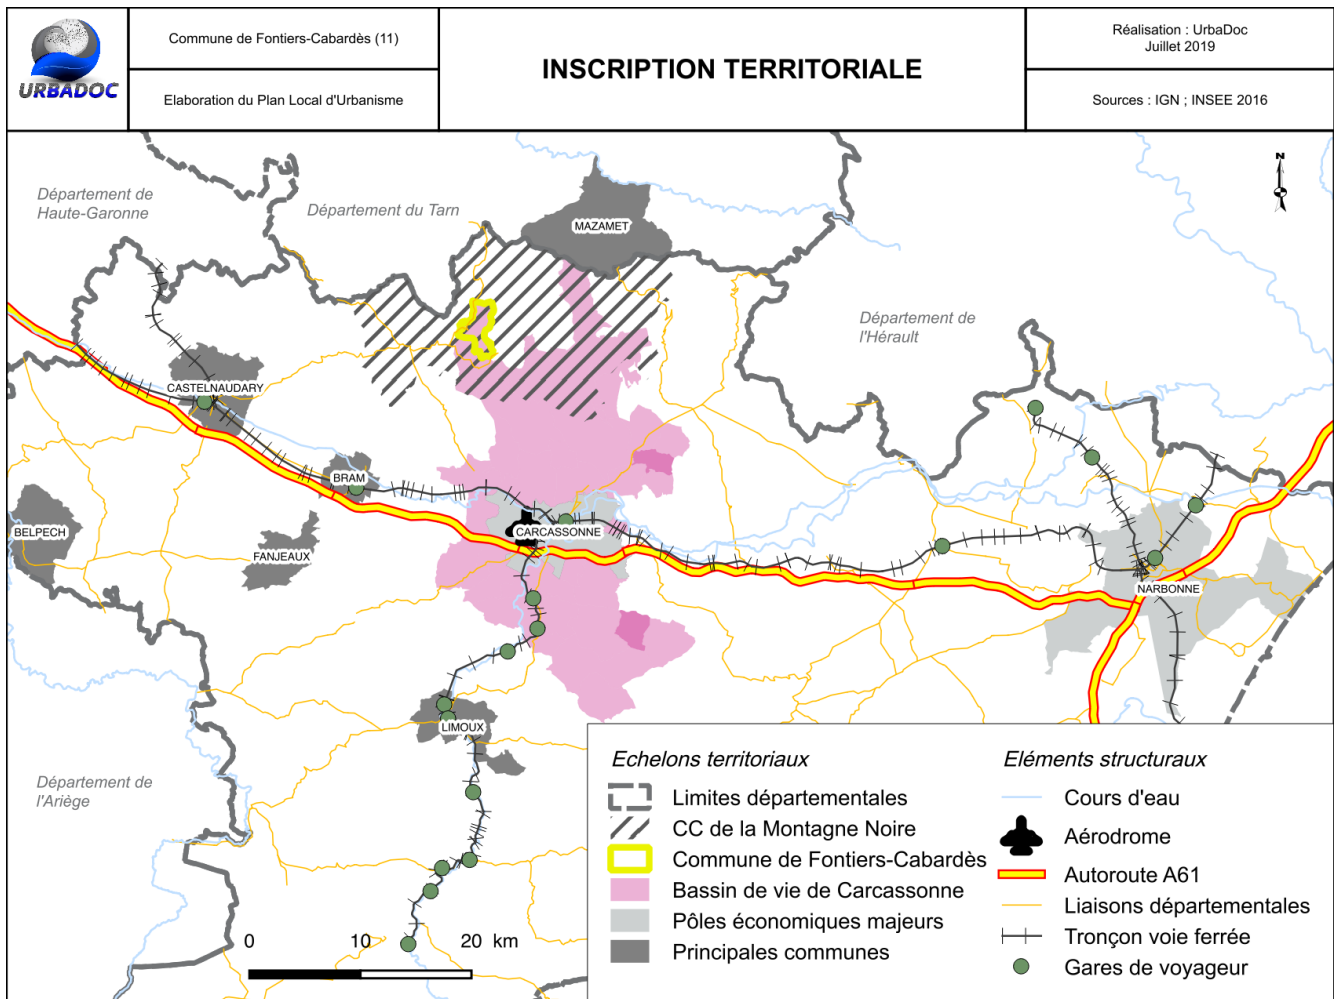 URBADOC
Commune de Fontiers-Cabardès (11)
Elaboration du Plan Local d'Urbanisme
INSCRIPTION TERRITORIALE
Réalisation : UrbaDoc
Juillet 2019
Sources : IGN ; INSEE 2016
N
Département de
Haute-Garonne
Département du Tarn
MAZAMET
Département de
l'Hérault
CASTELNAUDARY
BRAM
BELPECH
FANJEAUX
CARCASSONNE
NARBONNE
LIMOUX
Département de
l'Ariège
0 10 20 km
Echelons territoriaux
Limites départementales
CC de la Montagne Noire
Commune de Fontiers-Cabardès
Bassin de vie de Carcassonne
Pôles économiques majeurs
Principales communes
Eléments structuraux
Cours d'eau
Aérodrome
Autoroute A61
Liaisons départementales
Tronçon voie ferrée
Gares de voyageur